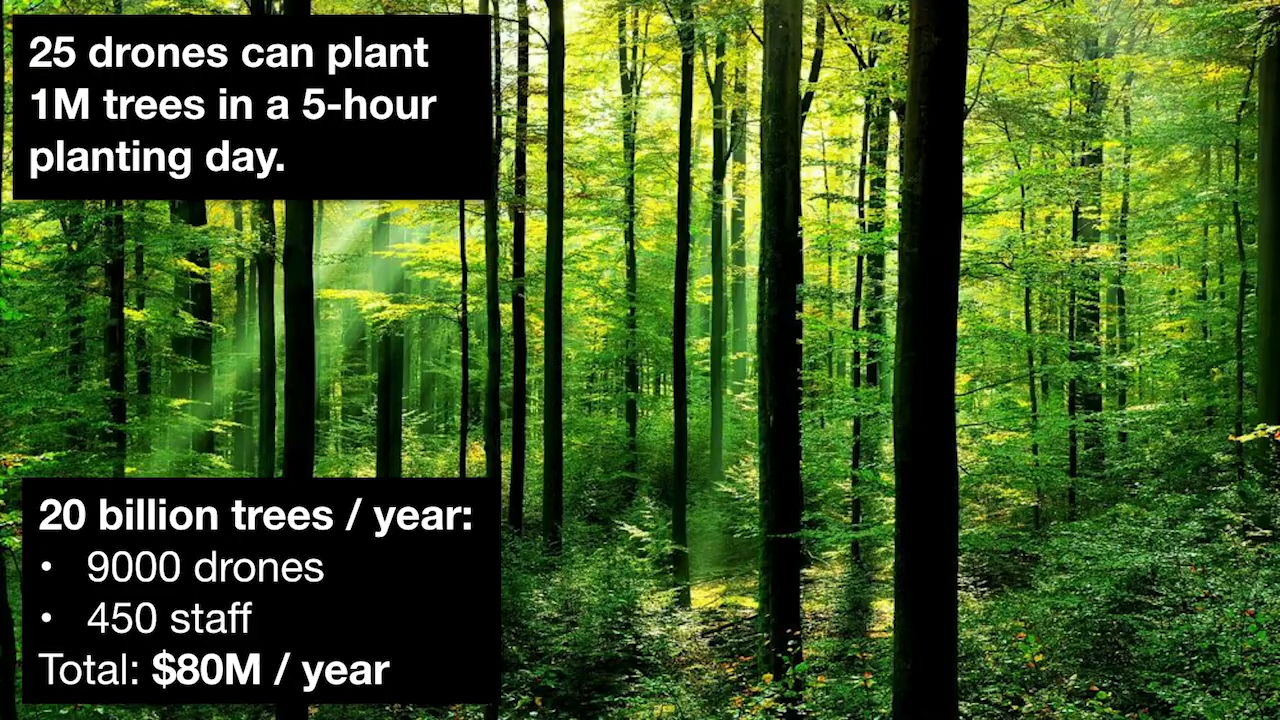 25 drones can plant
1M trees in a 5-hour
planting day.
20 billion trees / year:
• 9000 drones
• 450 staff
Total: $80M / year